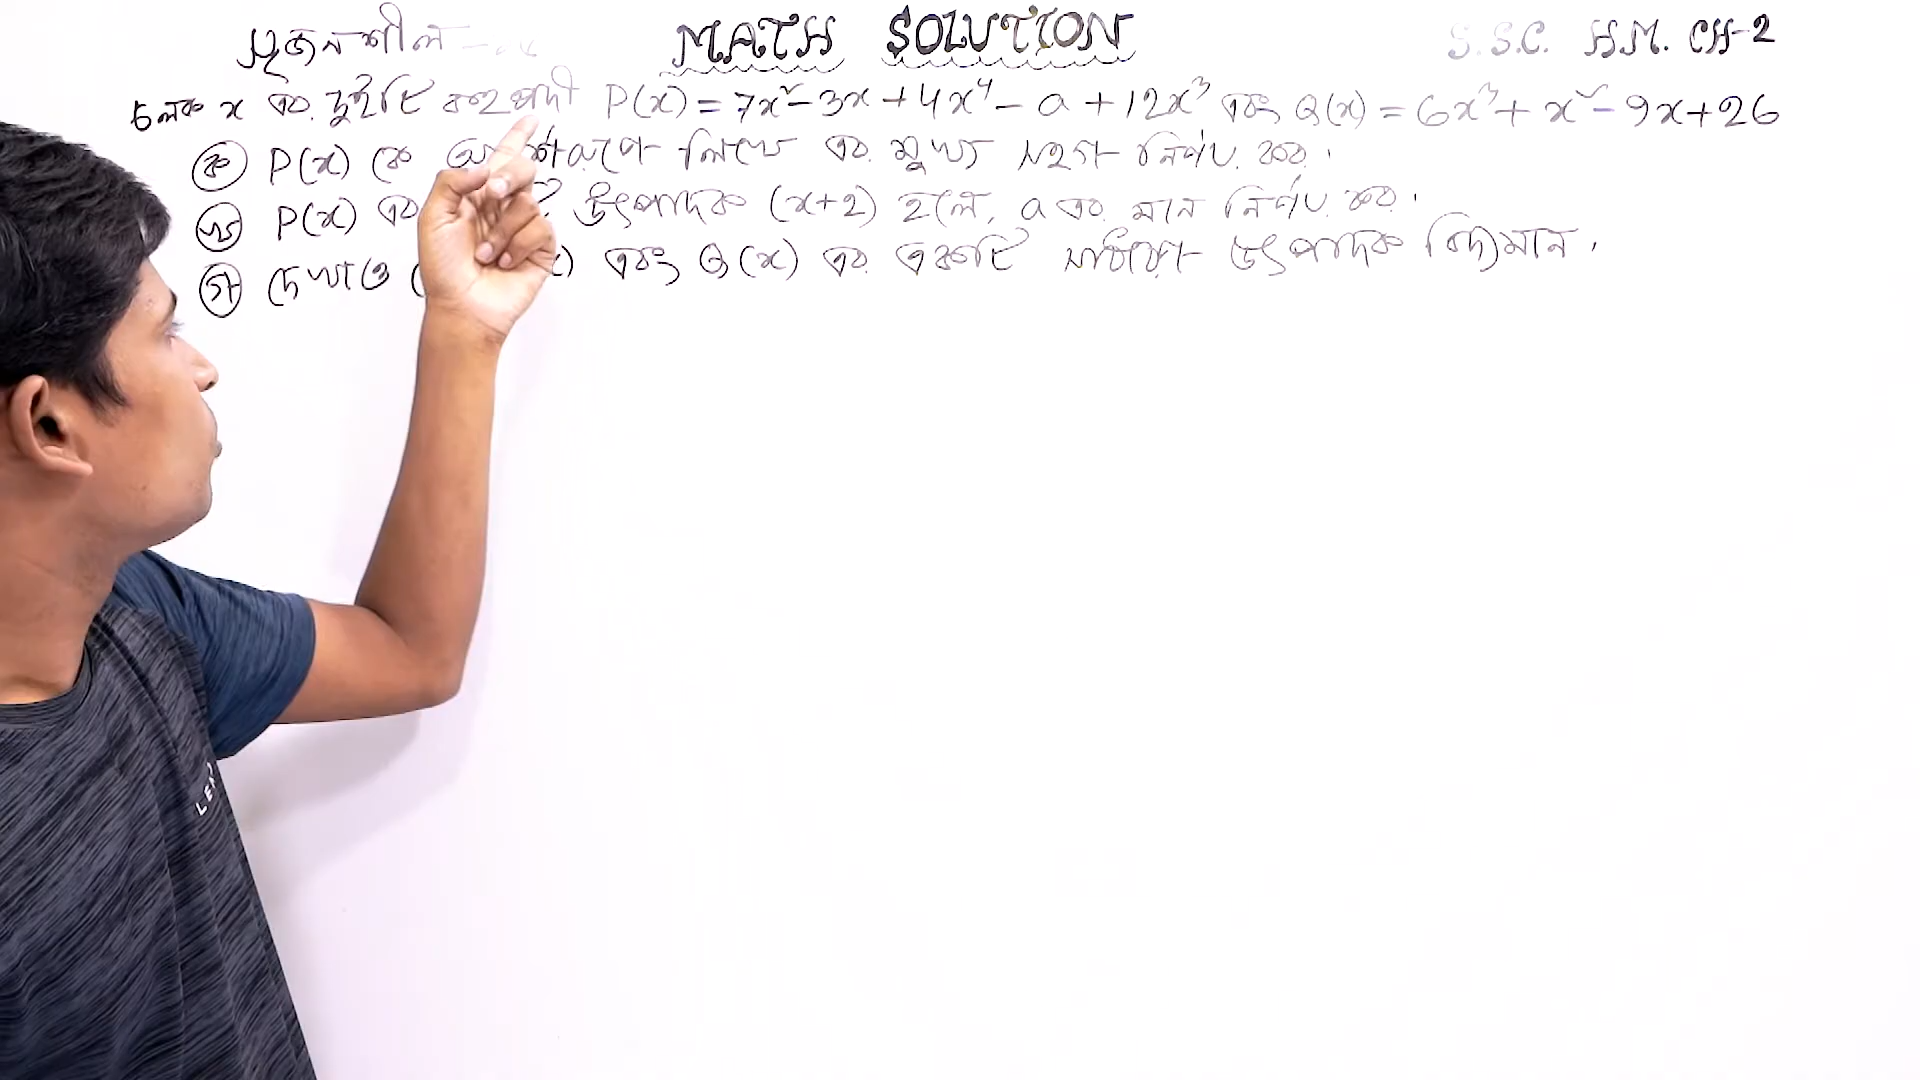 সৃজনশীল -
MATH SOLUTION
S.S.C. H.M. CH-2
চলক x এর দুইটি বহুপদী P(x) = 7x² - 3x + 4x⁴ - a + 12x³ এবং Q(x) = 6x³ + x² - 9x + 26
ক P(x) কে লিখে এর মুখ্য সহগ নির্ণয় কর।
খ P(x) এর উৎপাদক (x+2) হলে, a এর মান নির্ণয় কর।
গ দেখাও এবং Q(x) এর একটি সাধারণ উৎপাদক বিদ্যমান।
LE